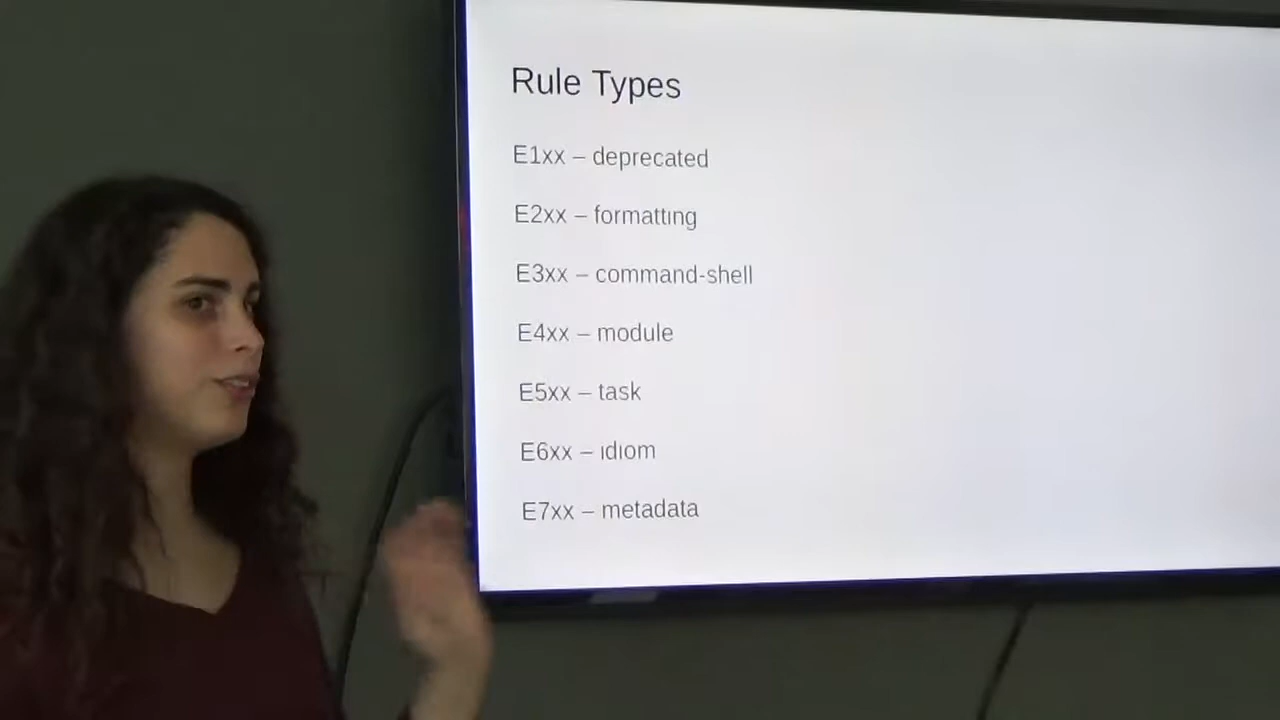 Rule Types
E1xx – deprecated
E2xx – formatting
E3xx – command-shell
E4xx – module
E5xx – task
E6xx – idiom
E7xx – metadata